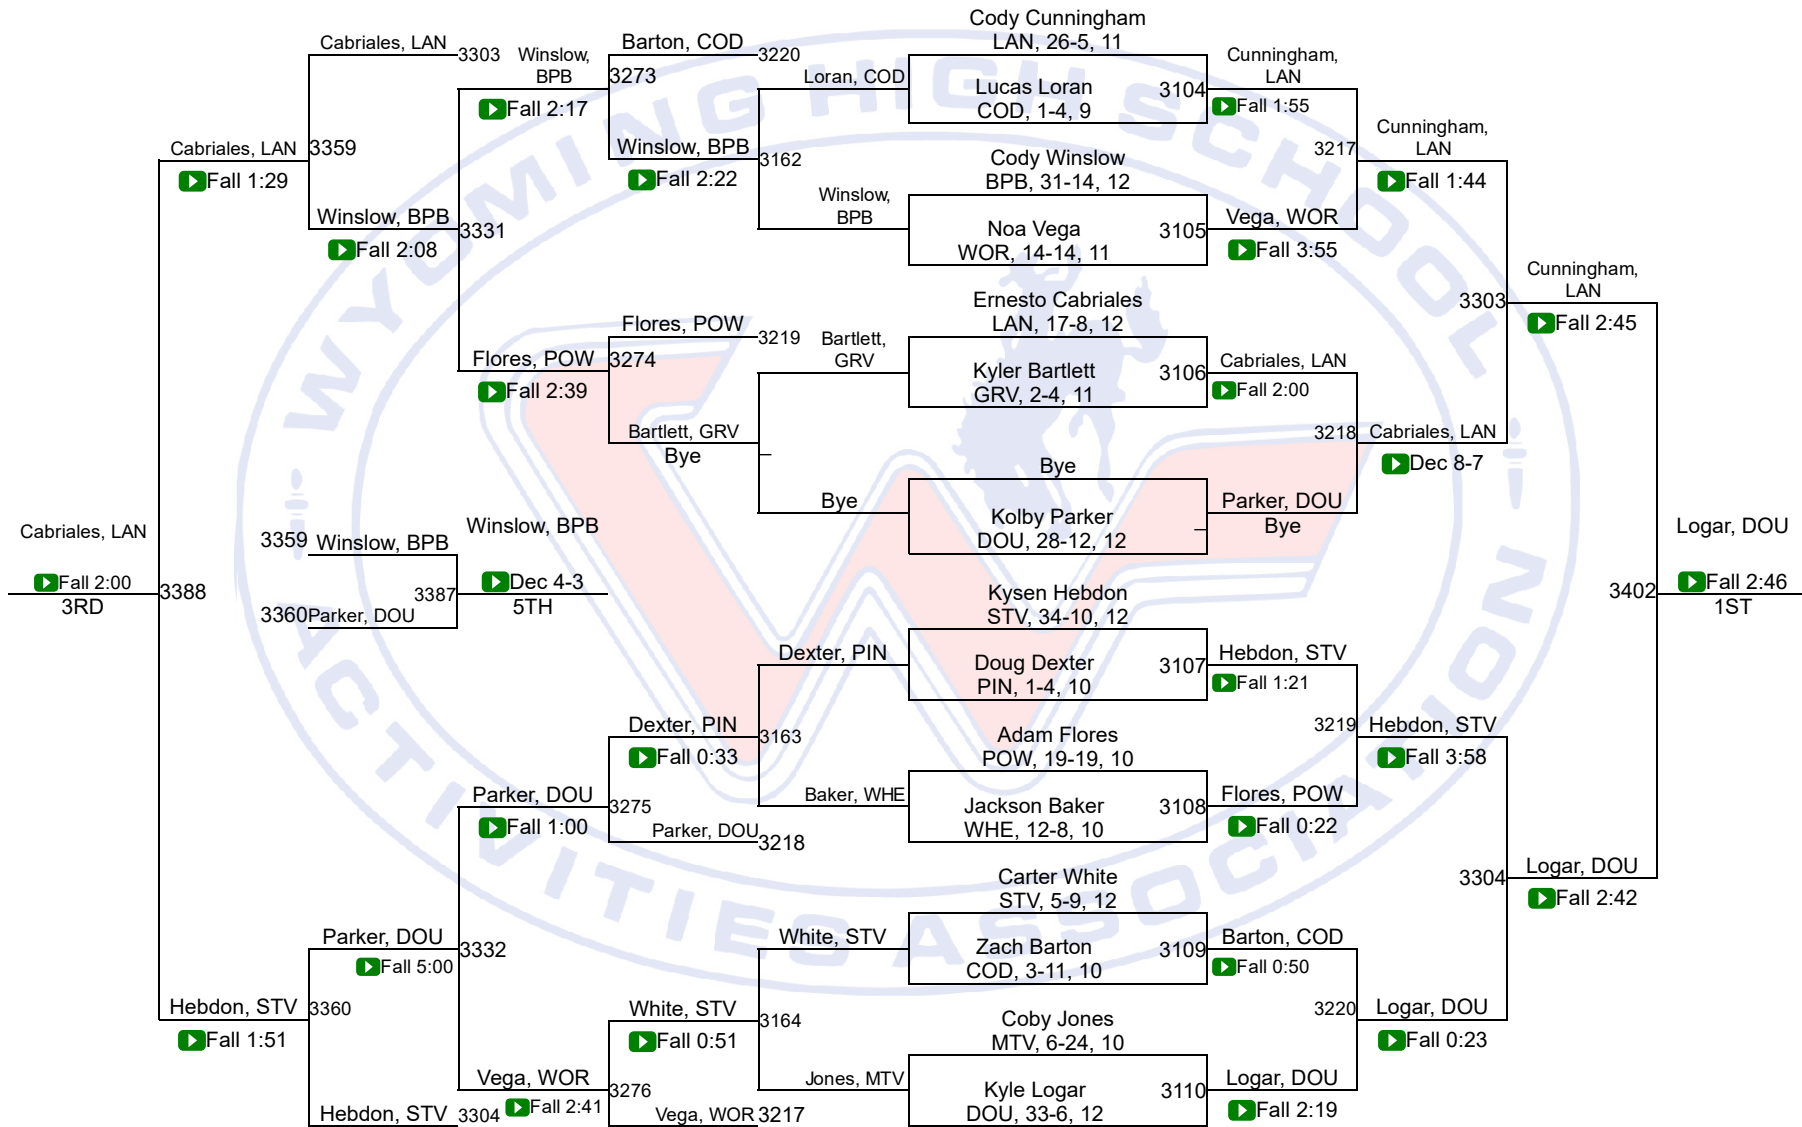 Cody Cunningham
LAN, 26-5, 11
Cabriales, LAN
3303
Winslow,
BPB
Barton, COD
3220
Cunningham,
LAN
3273
Loran, COD
Lucas Loran
COD, 1-4, 9
3104
Fall 2:17
Fall 1:55
Cunningham,
LAN
Cabriales, LAN
3359
Winslow, BPB
3162
Cody Winslow
BPB, 31-14, 12
3217
Fall 1:29
Fall 2:22
Fall 1:44
Winslow, BPB
3331
Winslow,
BPB
Noa Vega
WOR, 14-14, 11
3105
Vega, WOR
Fall 2:08
Fall 3:55
Cunningham,
LAN
Ernesto Cabriales
LAN, 17-8, 12
3303
Flores, POW
3219
Fall 2:45
Flores, POW
3274
Bartlett,
GRV
Kyler Bartlett
GRV, 2-4, 11
3106
Cabriales, LAN
Fall 2:39
Fall 2:00
Bartlett, GRV
Bye
3218
Cabriales, LAN
Dec 8-7
Bye
Bye
Kolby Parker
DOU, 28-12, 12
Parker, DOU
Bye
Cabriales, LAN
3359
Winslow, BPB
Winslow, BPB
Logar, DOU
Fall 2:00
3RD
3388
3387
Dec 4-3
5TH
3402
Fall 2:46
1ST
3360
Parker, DOU
Kysen Hebdon
STV, 34-10, 12
Dexter, PIN
Doug Dexter
PIN, 1-4, 10
3107
Hebdon, STV
Fall 1:21
Dexter, PIN
3163
Adam Flores
POW, 19-19, 10
3219
Hebdon, STV
Fall 0:33
Fall 3:58
Parker, DOU
3275
Baker, WHE
Jackson Baker
WHE, 12-8, 10
3108
Flores, POW
Fall 1:00
Parker, DOU
3218
Fall 0:22
Carter White
STV, 5-9, 12
3304
Logar, DOU
Fall 2:42
Parker, DOU
3332
White, STV
Zach Barton
COD, 3-11, 10
3109
Barton, COD
Fall 5:00
Fall 0:50
Hebdon, STV
3360
White, STV
3164
Coby Jones
MTV, 6-24, 10
3220
Logar, DOU
Fall 1:51
Fall 0:51
Fall 0:23
Vega, WOR
3276
Jones, MTV
Kyle Logar
DOU, 33-6, 12
3110
Logar, DOU
Fall 2:41
Fall 2:19
Hebdon, STV
3304
Vega, WOR
3217
WYOMING HIGH SCHOOL
ACTIVITIES ASSOCIATION